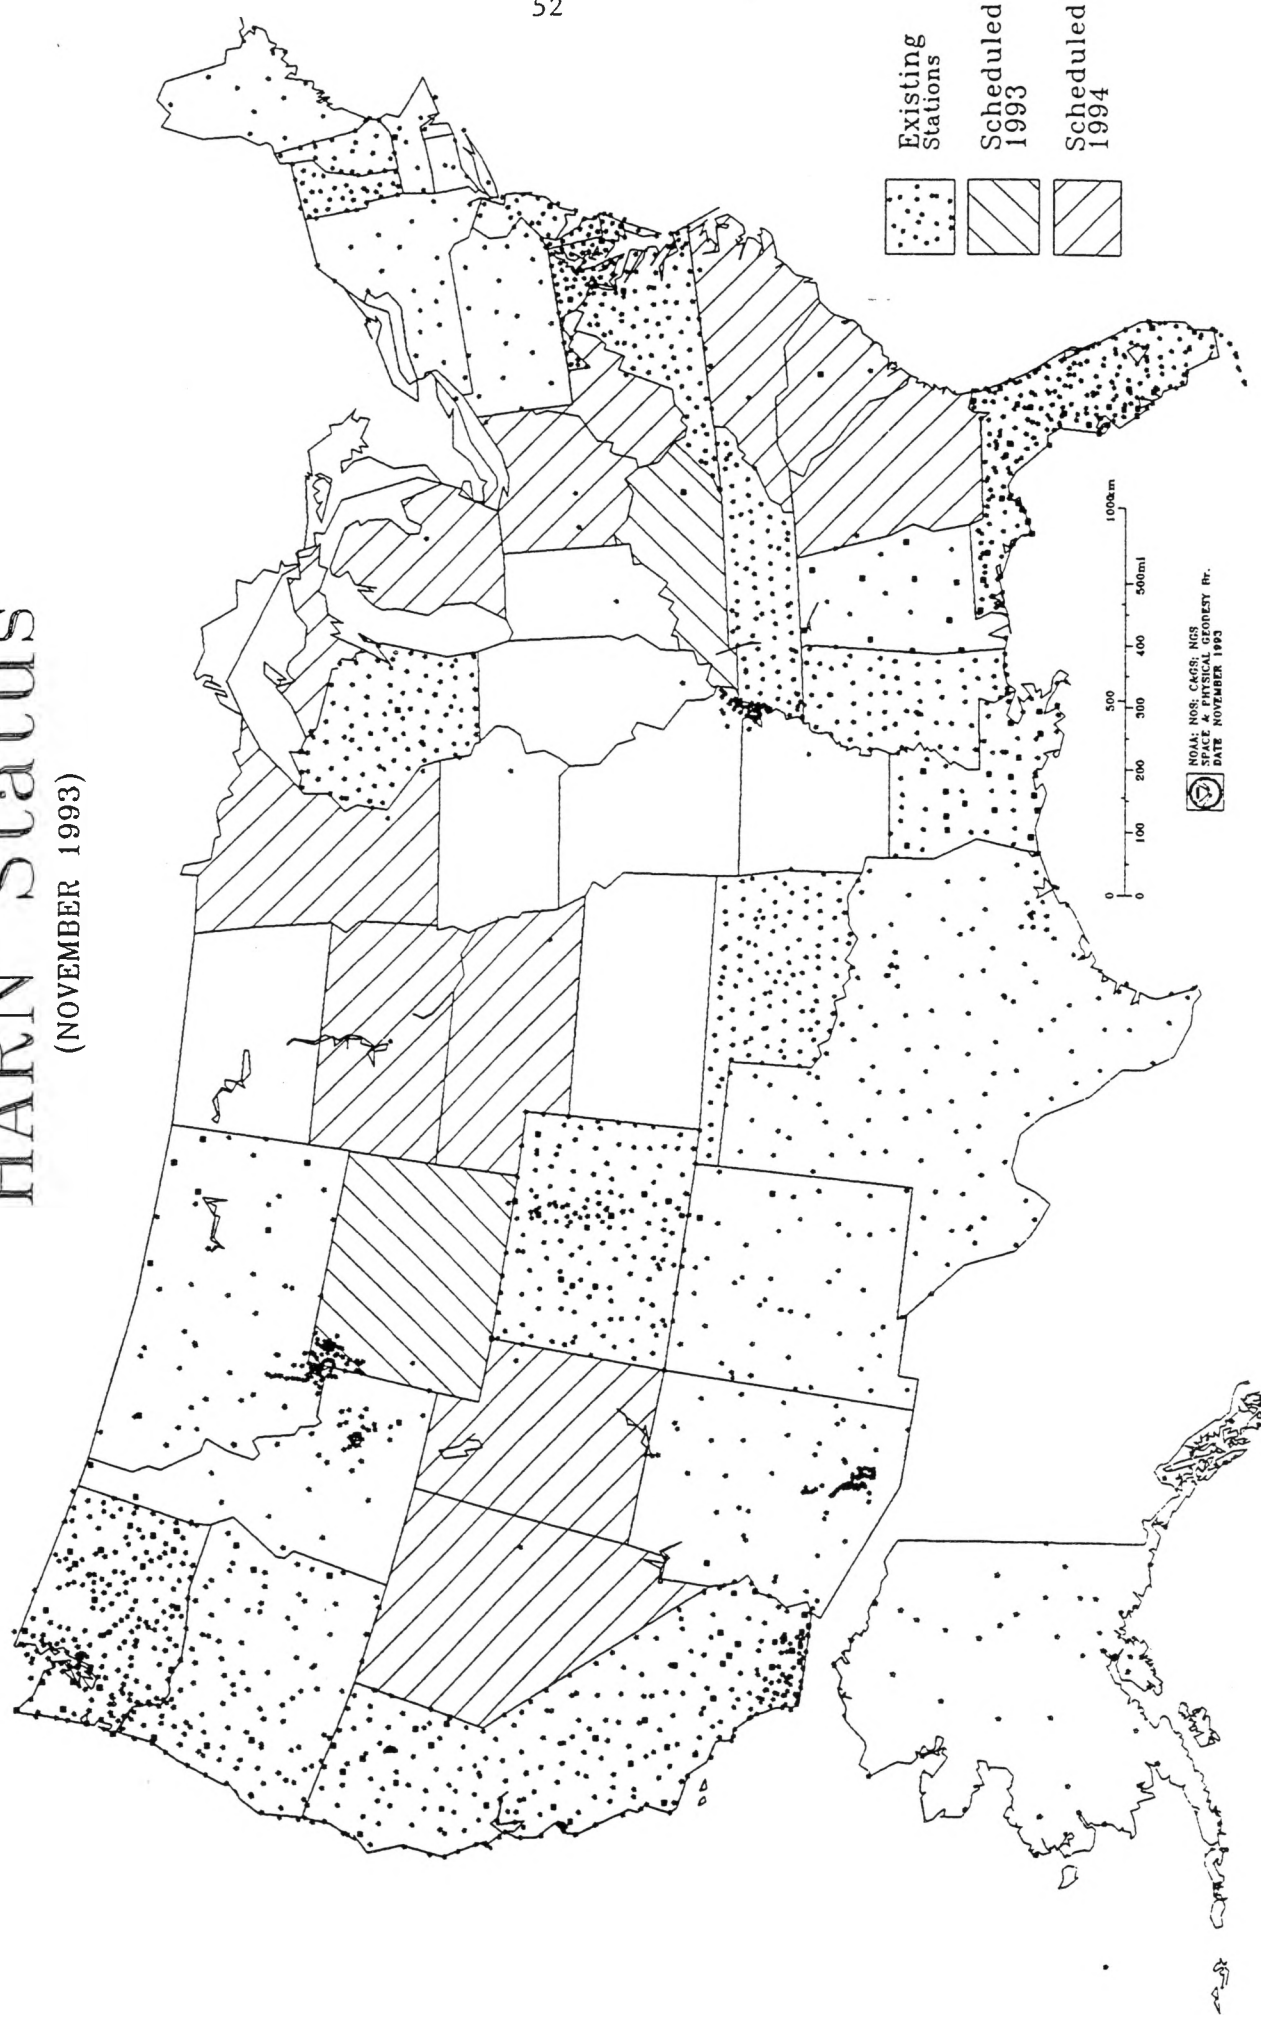 52
HARN Status
(NOVEMBER 1993)
Existing
Stations
Scheduled
1993
Scheduled
1994
0 500 1000km
0 100 200 300 400 500mi
NOAA: NOS: C&GS: NGS
SPACE & PHYSICAL GEODESY Br.
DATE NOVEMBER 1993